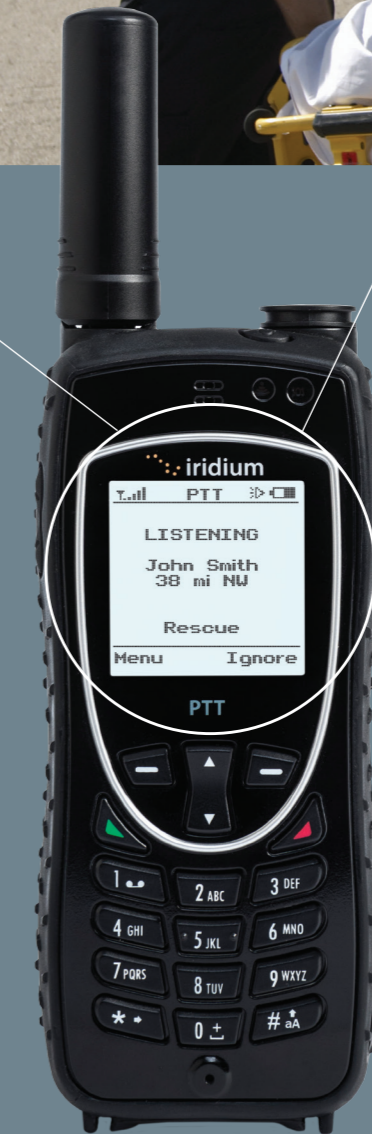 iridium
PTT
LISTENING
John Smith
38 mi NW
Rescue
Menu Ignore
PTT
1
2 ABC
3 DEF
4 GHI
5 JKL
6 MNO
7 PQRS
8 TUV
9 WXYZ
*
0 ±
# aA